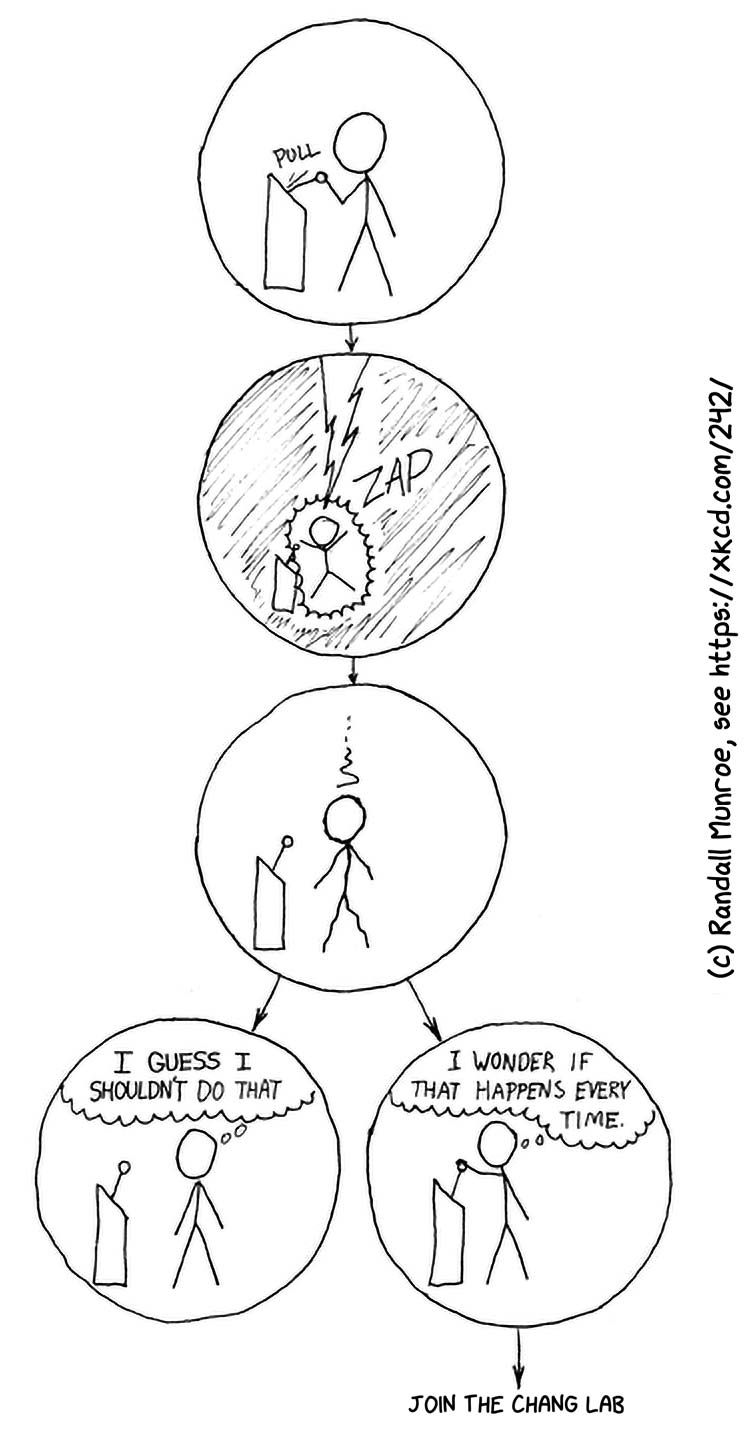 PULL
ZAP
I GUESS I
SHOULDN'T DO THAT
I WONDER IF
THAT HAPPENS EVERY
TIME.
JOIN THE CHANG LAB
(c) Randall Munroe, see https://xkcd.com/242/